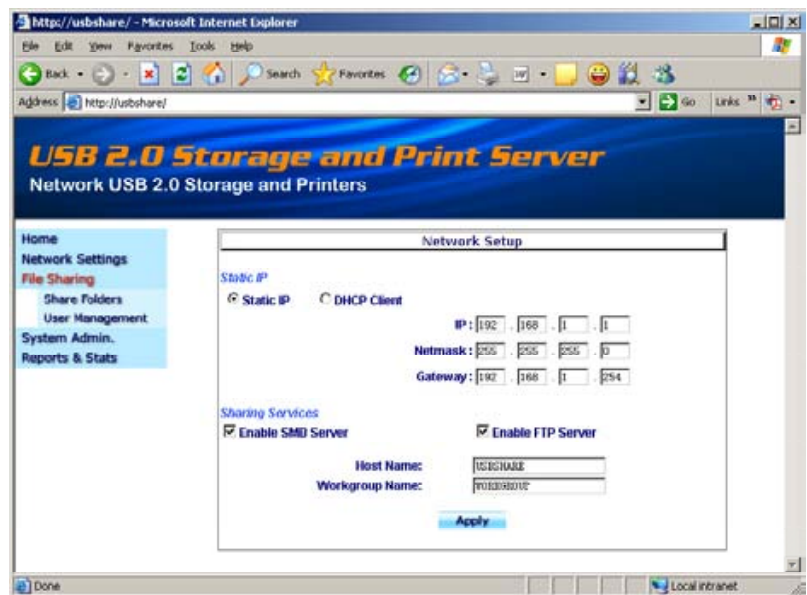 http://usbshare/ - Microsoft Internet Explorer
File Edit View Favorites Tools Help
Back Search Favorites
Address http://usbshare/ Go Links »
USB 2.0 Storage and Print Server
Network USB 2.0 Storage and Printers
Home
Network Settings
File Sharing
Share Folders
User Management
System Admin.
Reports & Stats
Network Setup
Static IP
Static IP DHCP Client
IP : 192 . 168 . 1 . 1
Netmask : 255 . 255 . 255 . 0
Gateway : 192 . 168 . 1 . 254
Sharing Services
Enable SMB Server Enable FTP Server
Host Name: USBSHARE
Workgroup Name: WORKGROUP
Apply
Done Local intranet